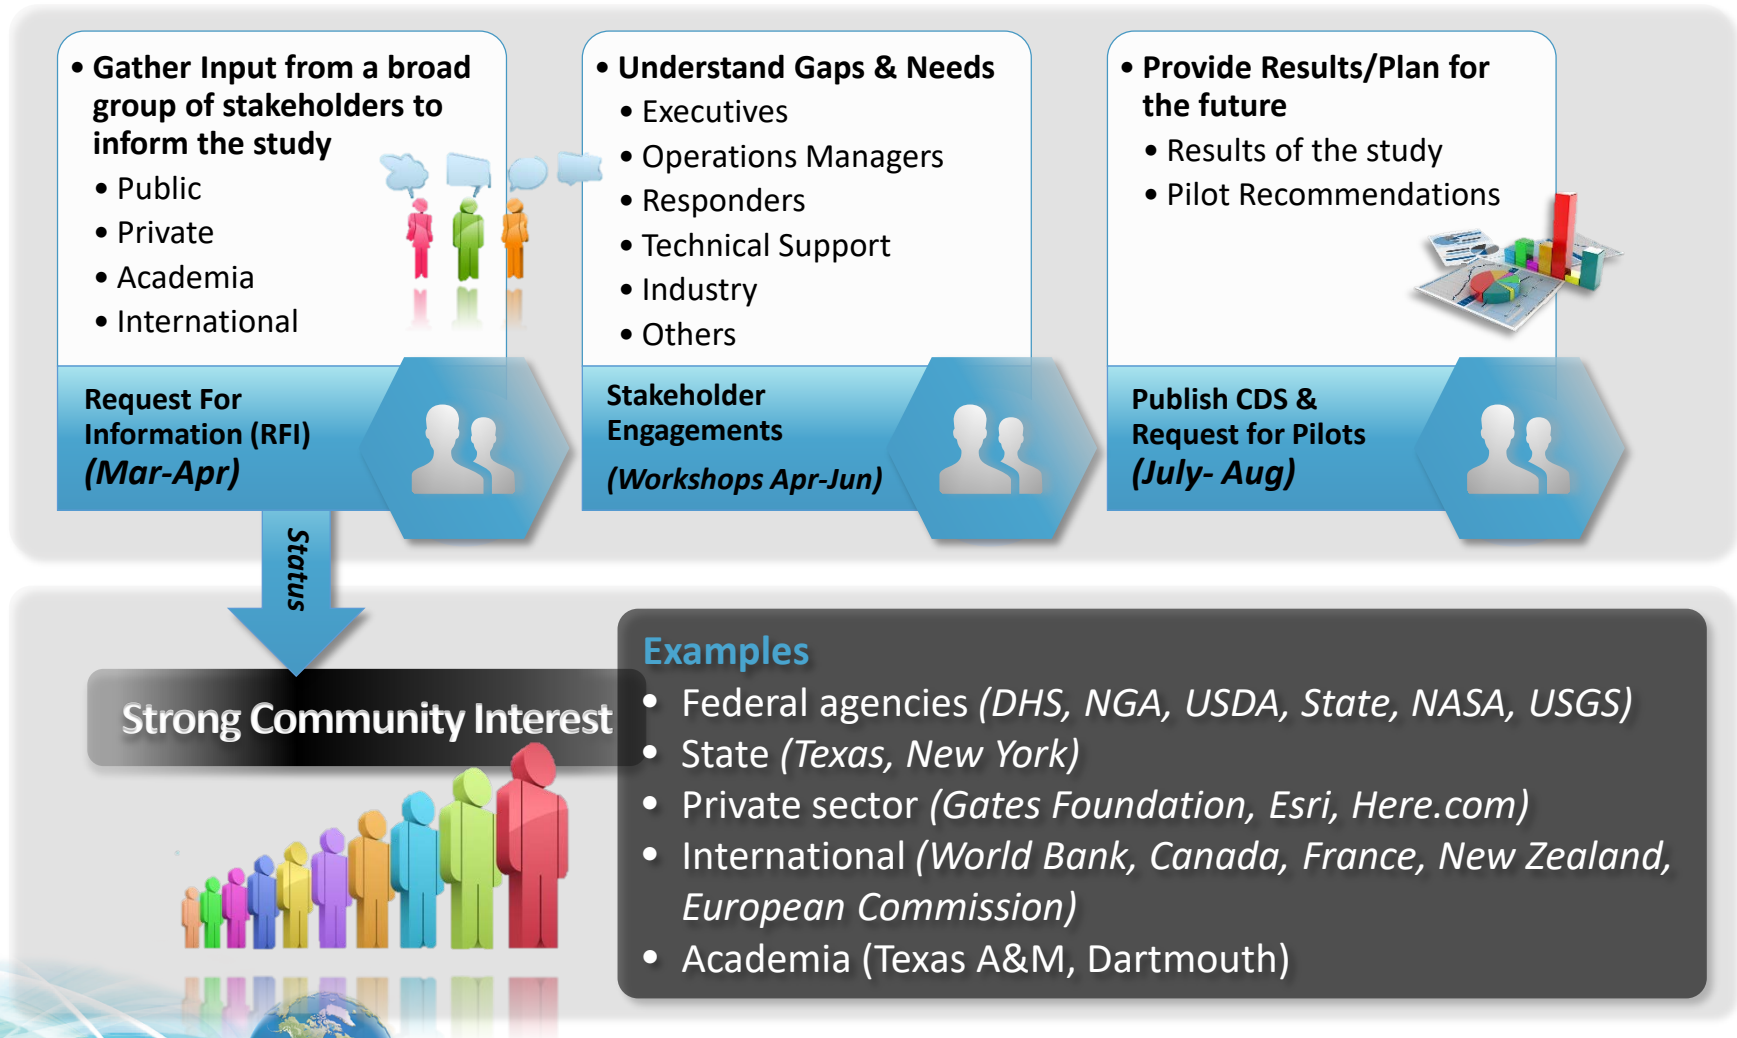 • Gather Input from a broad
group of stakeholders to
inform the study
• Public
• Private
• Academia
• International
Request For
Information (RFI)
(Mar-Apr)
• Understand Gaps & Needs
• Executives
• Operations Managers
• Responders
• Technical Support
• Industry
• Others
Stakeholder
Engagements
(Workshops Apr-Jun)
• Provide Results/Plan for
the future
• Results of the study
• Pilot Recommendations
Publish CDS &
Request for Pilots
(July- Aug)
Status
Strong Community Interest
Examples
• Federal agencies (DHS, NGA, USDA, State, NASA, USGS)
• State (Texas, New York)
• Private sector (Gates Foundation, Esri, Here.com)
• International (World Bank, Canada, France, New Zealand,
European Commission)
• Academia (Texas A&M, Dartmouth)